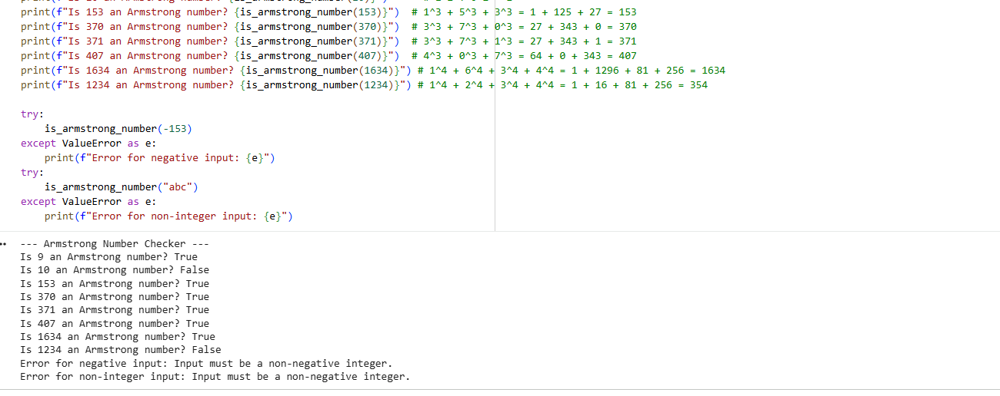 print(f"Is 153 an Armstrong number? {is_armstrong_number(153)}")  # 1^3 + 5^3 + 3^3 = 1 + 125 + 27 = 153
print(f"Is 370 an Armstrong number? {is_armstrong_number(370)}")  # 3^3 + 7^3 + 0^3 = 27 + 343 + 0 = 370
print(f"Is 371 an Armstrong number? {is_armstrong_number(371)}")  # 3^3 + 7^3 + 1^3 = 27 + 343 + 1 = 371
print(f"Is 407 an Armstrong number? {is_armstrong_number(407)}")  # 4^3 + 0^3 + 7^3 = 64 + 0 + 343 = 407
print(f"Is 1634 an Armstrong number? {is_armstrong_number(1634)}") # 1^4 + 6^4 + 3^4 + 4^4 = 1 + 1296 + 81 + 256 = 1634
print(f"Is 1234 an Armstrong number? {is_armstrong_number(1234)}") # 1^4 + 2^4 + 3^4 + 4^4 = 1 + 16 + 81 + 256 = 354

try:
    is_armstrong_number(-153)
except ValueError as e:
    print(f"Error for negative input: {e}")
try:
    is_armstrong_number("abc")
except ValueError as e:
    print(f"Error for non-integer input: {e}")
--- Armstrong Number Checker ---
Is 9 an Armstrong number? True
Is 10 an Armstrong number? False
Is 153 an Armstrong number? True
Is 370 an Armstrong number? True
Is 371 an Armstrong number? True
Is 407 an Armstrong number? True
Is 1634 an Armstrong number? True
Is 1234 an Armstrong number? False
Error for negative input: Input must be a non-negative integer.
Error for non-integer input: Input must be a non-negative integer.